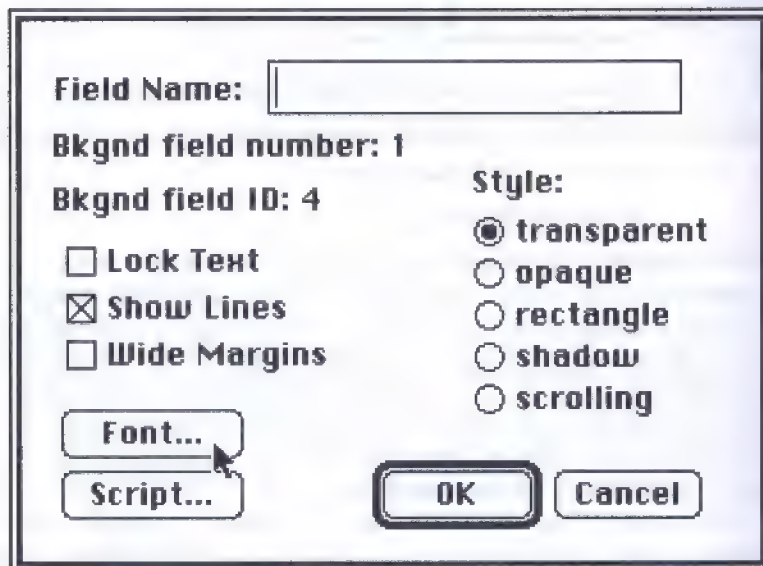 Field Name:
Bkgnd field number: 1
Bkgnd field ID: 4
Lock Text
Show Lines
Wide Margins
Style:
transparent
opaque
rectangle
shadow
scrolling
Font...
Script...
OK
Cancel